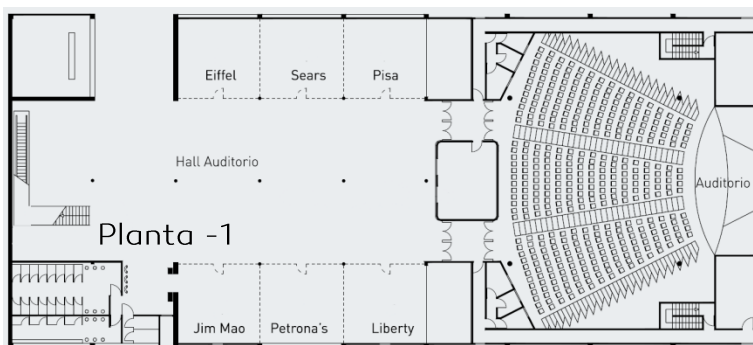 Eiffel
Sears
Pisa
Hall Auditorio
Auditorio
Planta -1
Jim Mao
Petrona's
Liberty